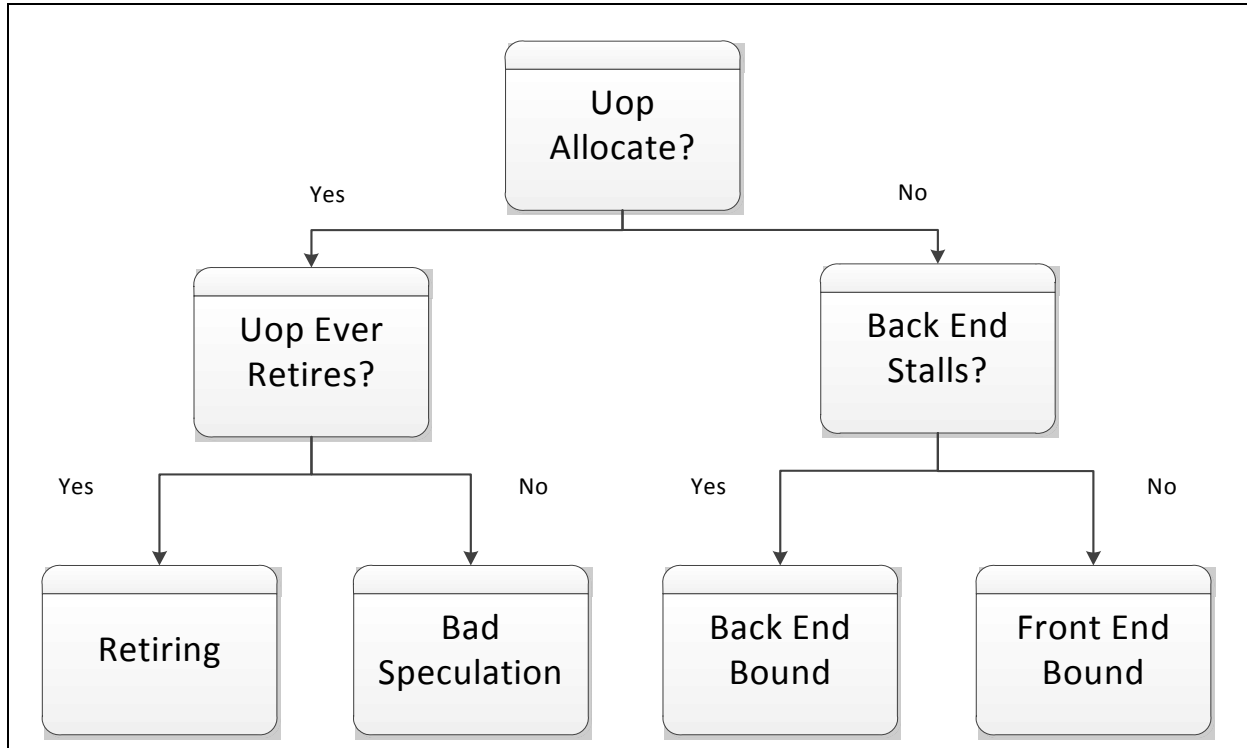 Uop
Allocate?
Yes
No
Uop Ever
Retires?
Back End
Stalls?
Yes
No
Yes
No
Retiring
Bad
Speculation
Back End
Bound
Front End
Bound